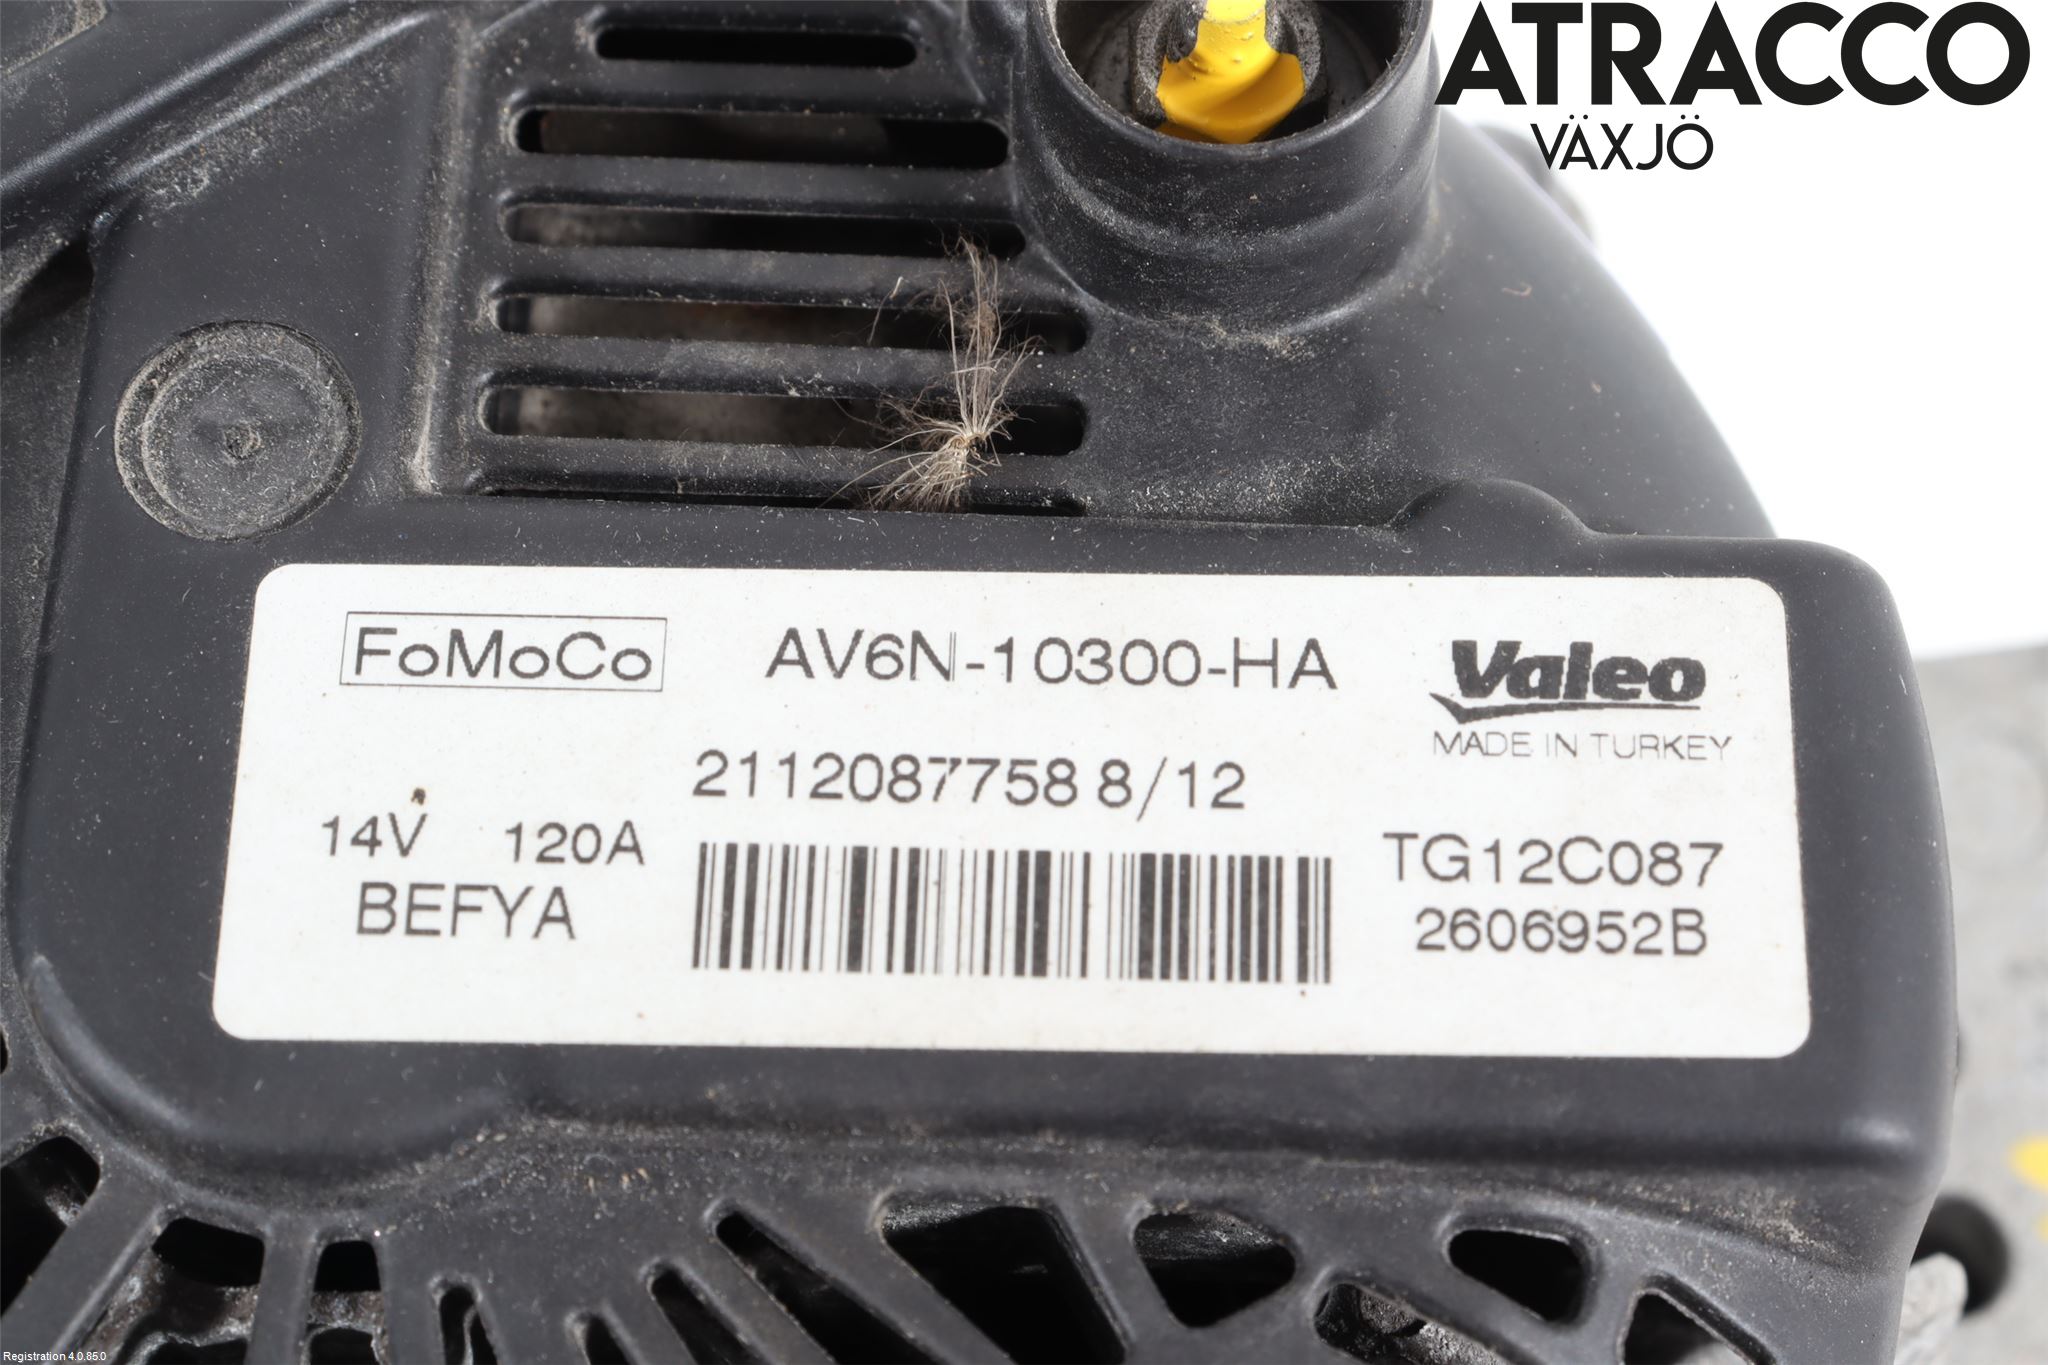 ATRACCO
VÄXJÖ
FoMoCo AV6N-10300-HA Valeo
MADE IN TURKEY
2112087758 8/12
14V 120A TG12C087
BEFYA 2606952B
Registration 4.0.85.0